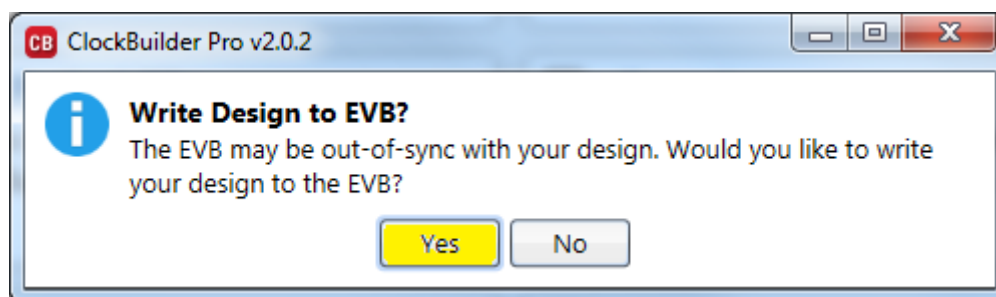 CB ClockBuilder Pro v2.0.2
Write Design to EVB?
The EVB may be out-of-sync with your design. Would you like to write
your design to the EVB?
Yes No